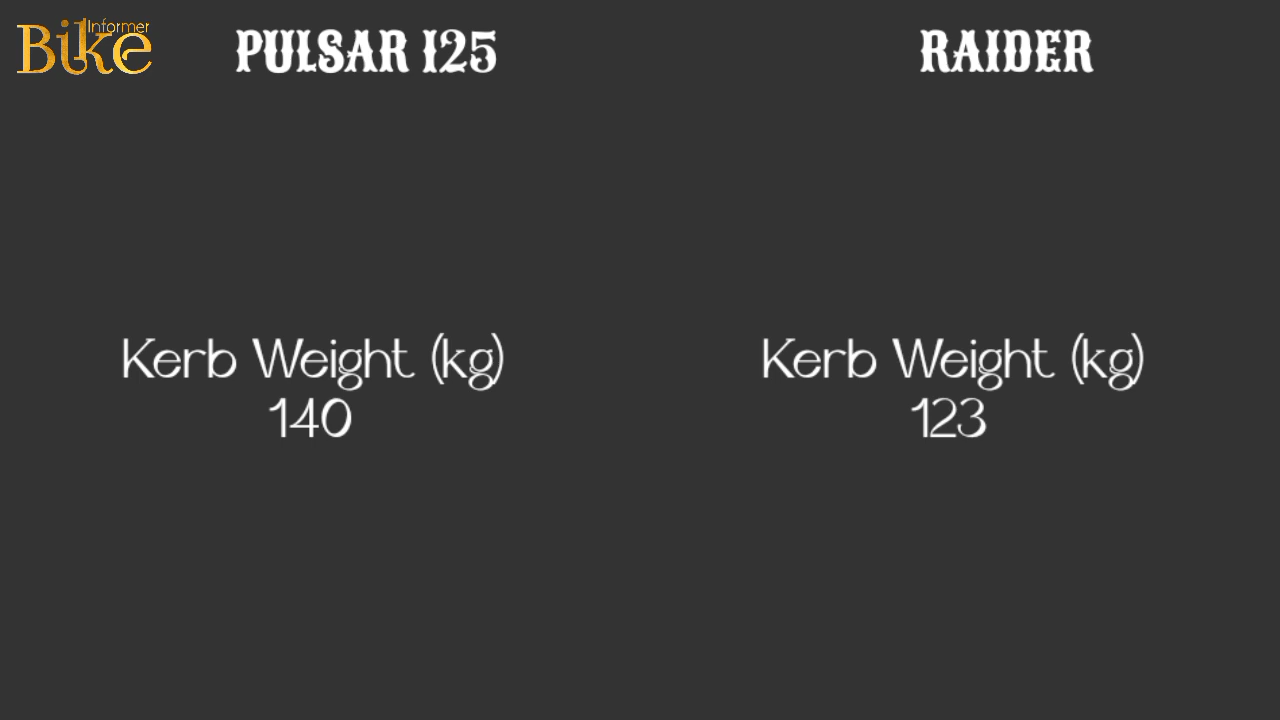 Bike Informer
PULSAR 125
RAIDER
Kerb Weight (kg)
140
Kerb Weight (kg)
123